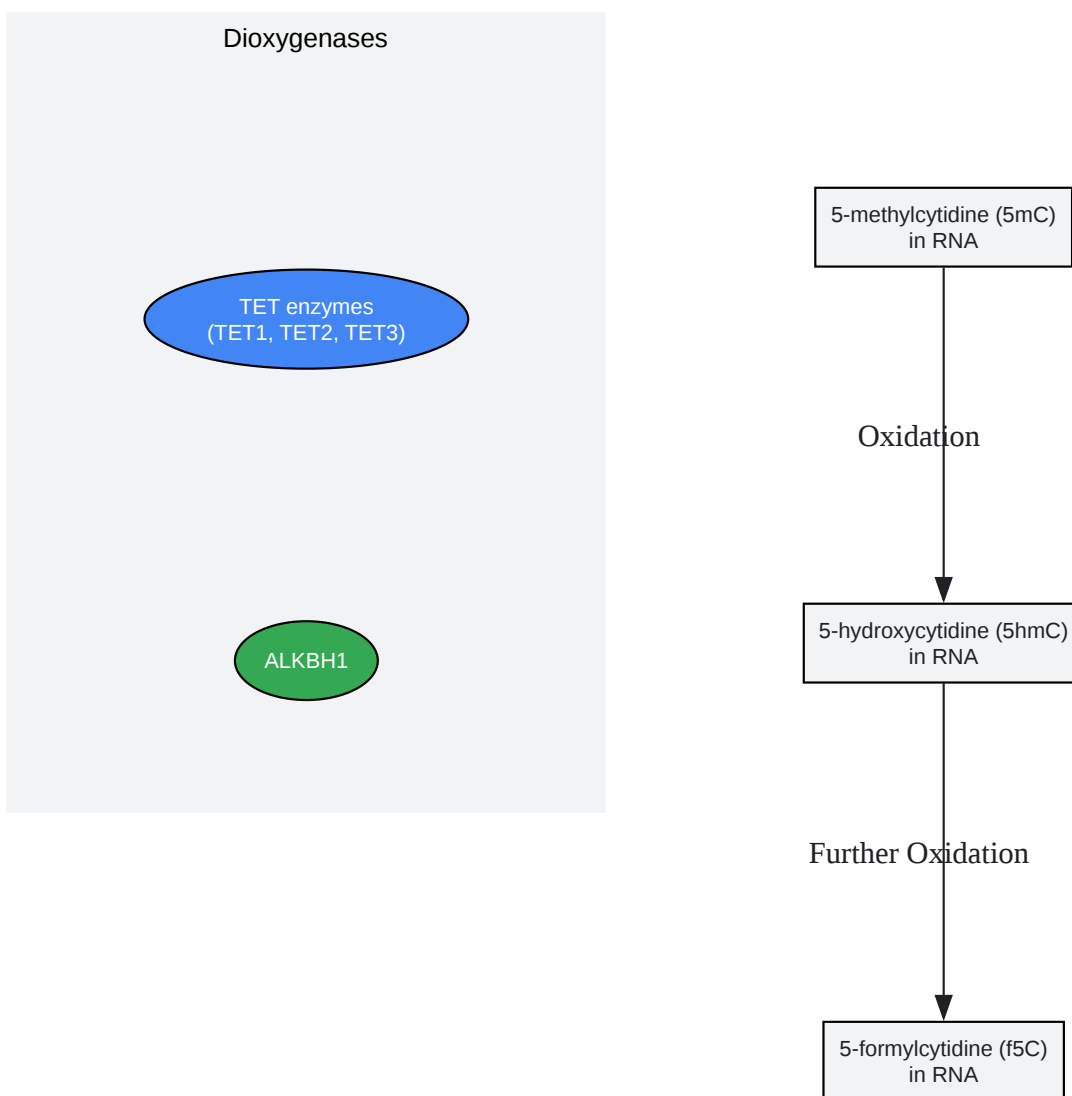 Dioxygenases
TET enzymes
(TET1, TET2, TET3)
ALKBH1
5-methylcytidine (5mC)
in RNA
Oxidation
5-hydroxycytidine (5hmC)
in RNA
Further Oxidation
5-formylcytidine (f5C)
in RNA